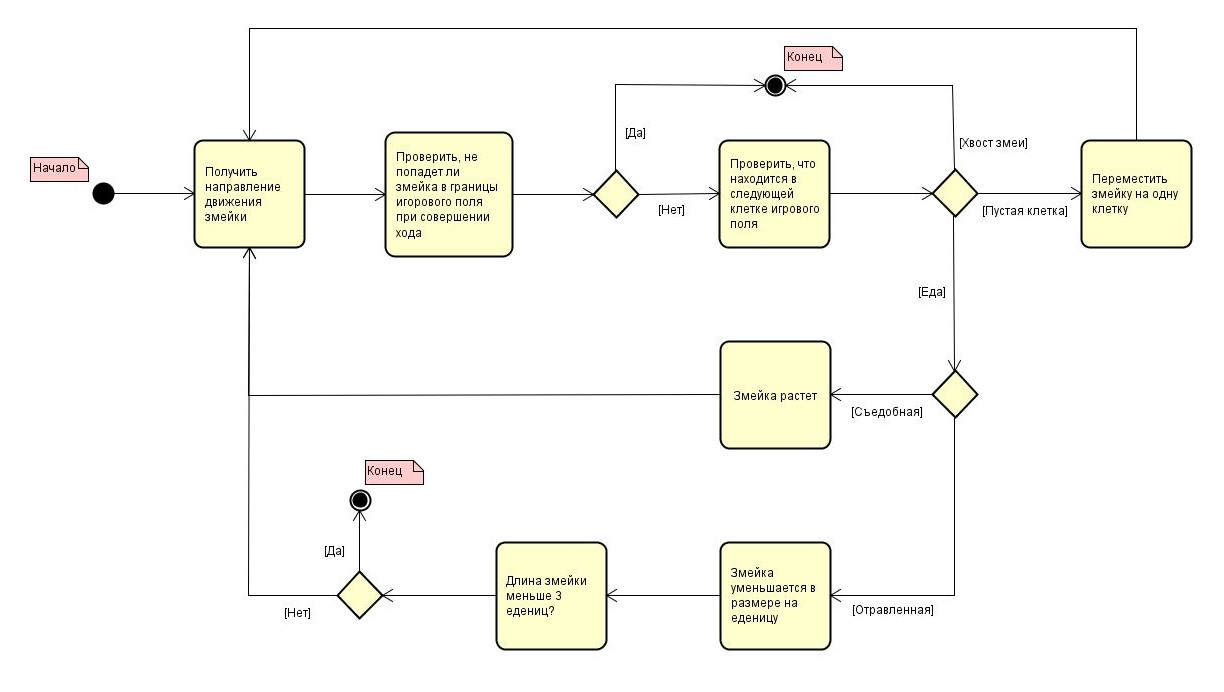 Конец
[Да]
[Хвост змеи]
Начало
Получить
направление
движения
змейки
Проверить, не
попадет ли
змейка в границы
игорового поля
при совершении
хода
[Нет]
Проверить, что
находится в
следующей
клетке игрового
поля
[Пустая клетка]
Переместить
змейку на одну
клетку
[Еда]
Змейка растет
[Съедобная]
Конец
[Да]
[Нет]
Длина змейки
меньше 3
едениц?
Змейка
уменьшается в
размере на
еденицу
[Отравленная]